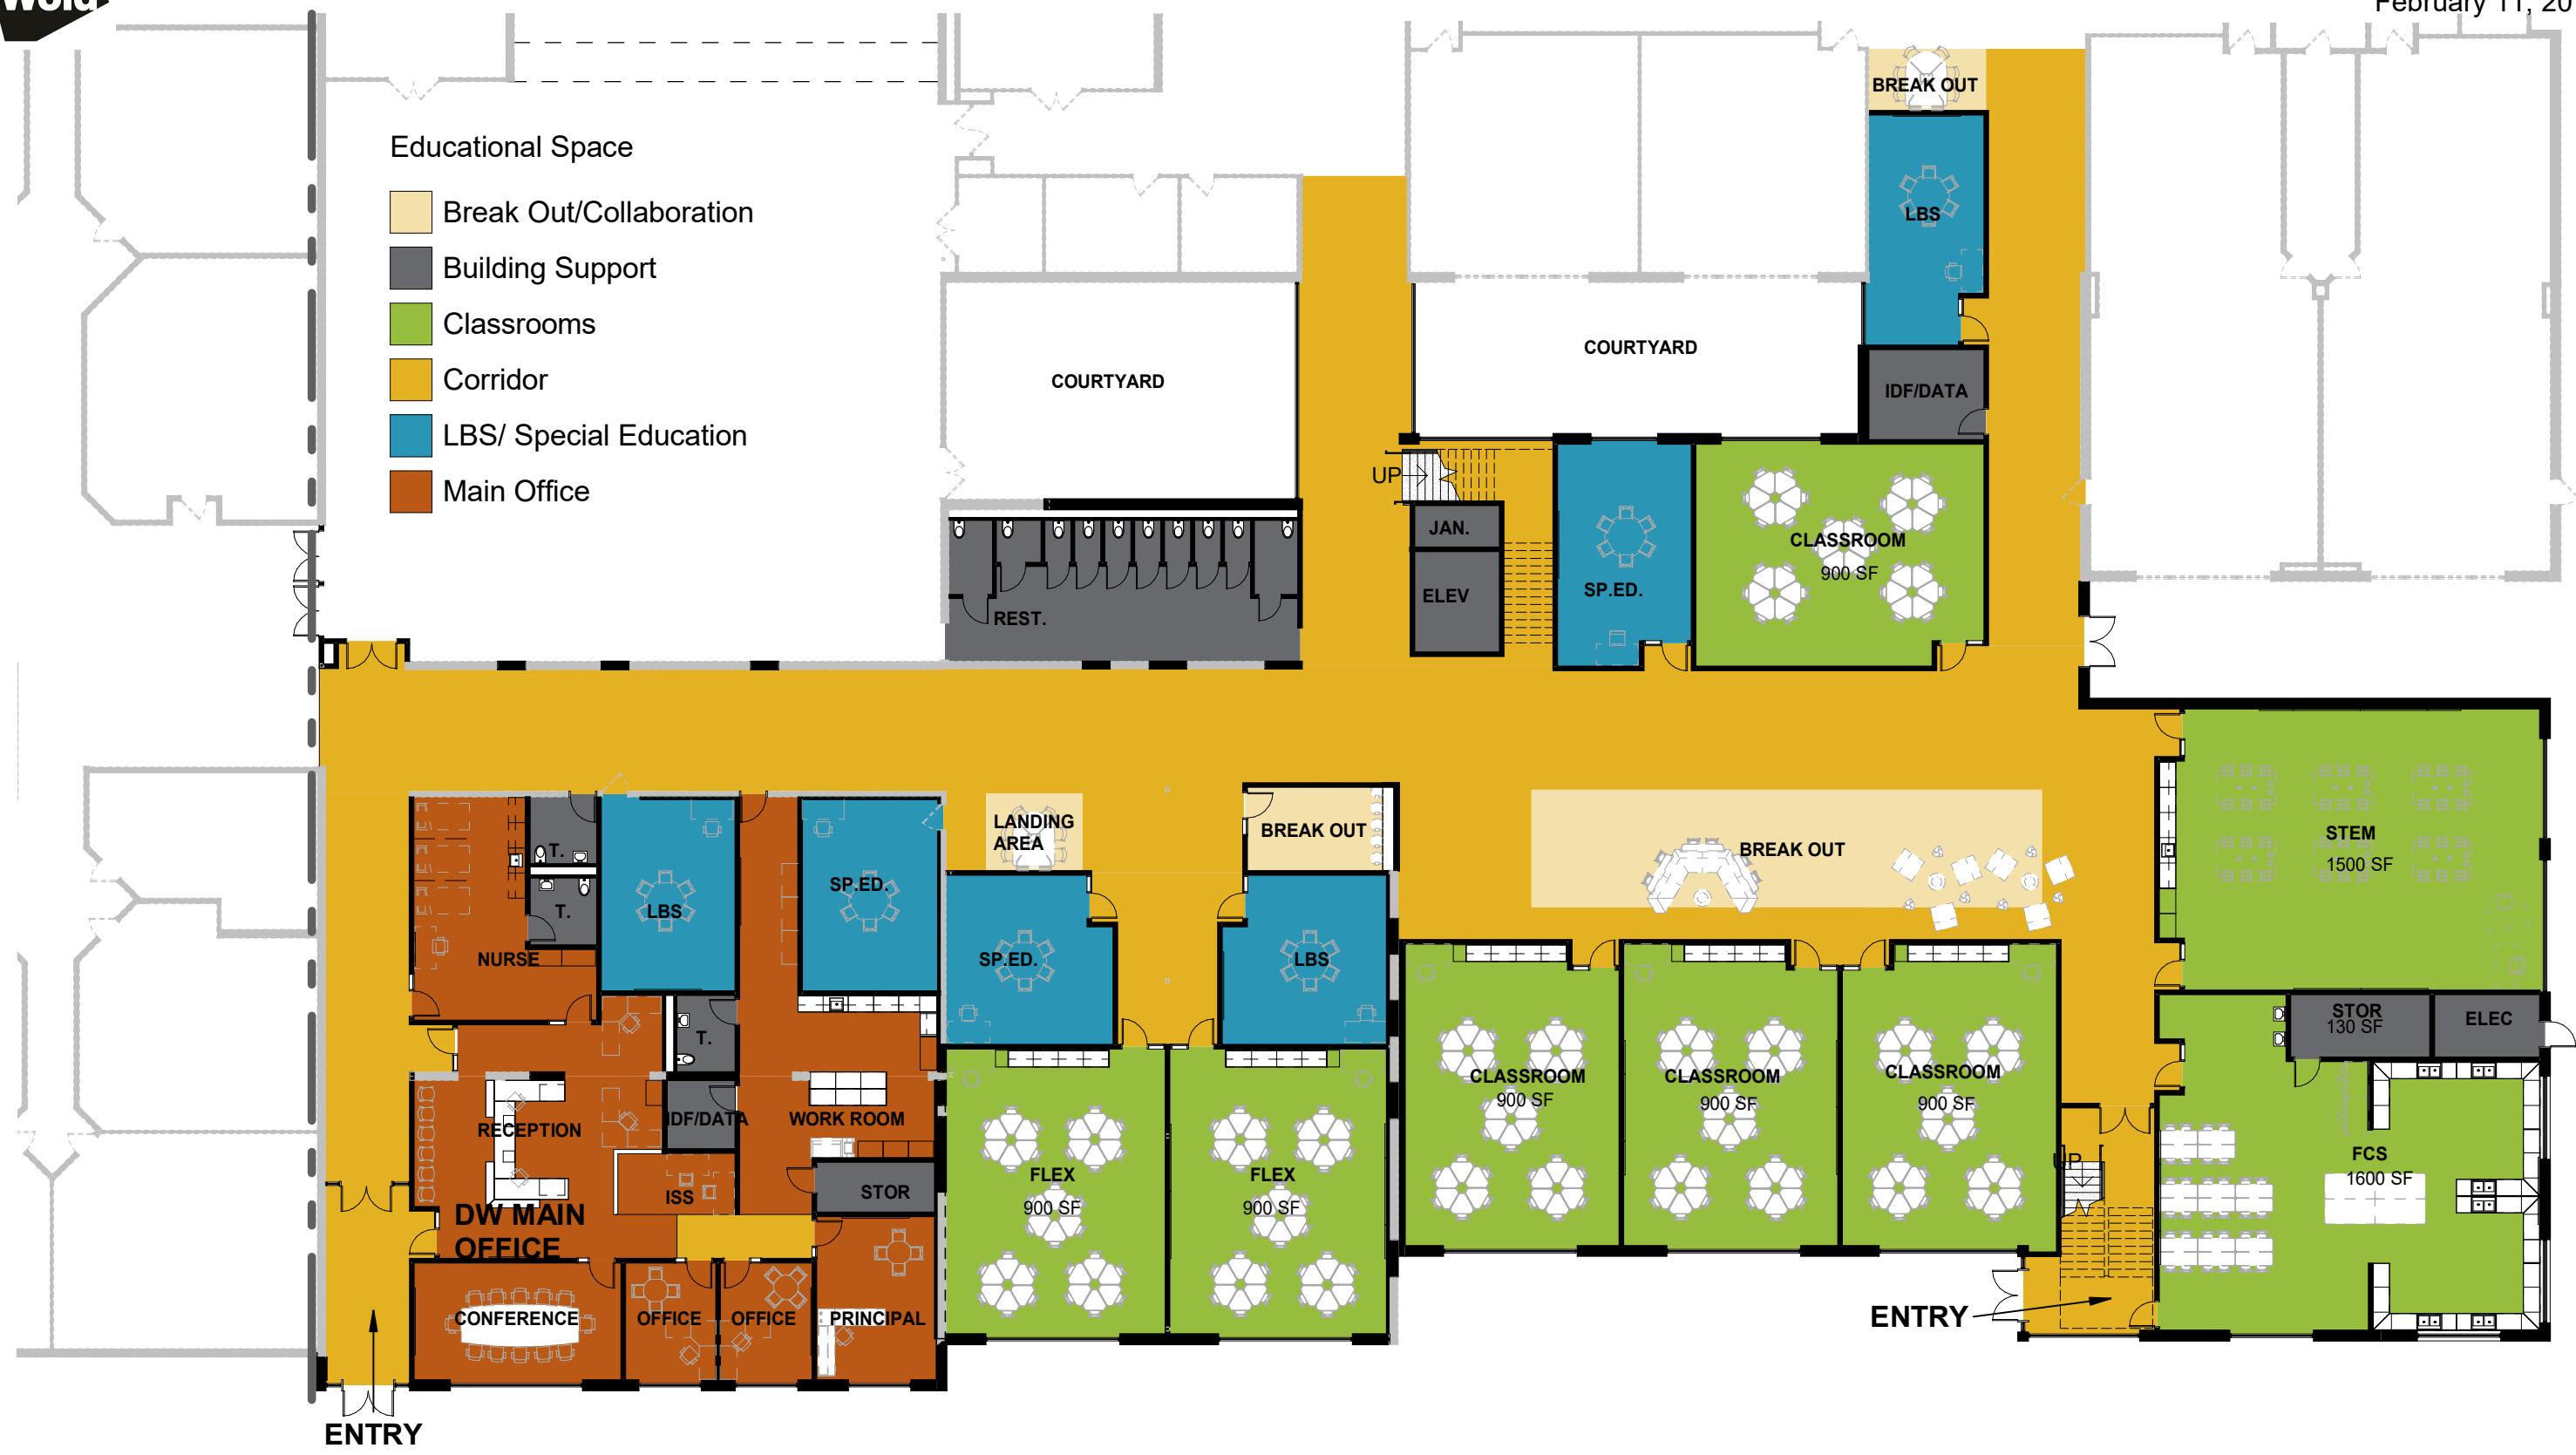 Wold
February 11, 20
Educational Space
Break Out/Collaboration
Building Support
Classrooms
Corridor
LBS/ Special Education
Main Office
BREAK OUT
LBS
COURTYARD
COURTYARD
IDF/DATA
UP
JAN.
ELEV
SP.ED.
CLASSROOM
900 SF
REST.
LANDING
AREA
BREAK OUT
BREAK OUT
STEM
1500 SF
T.
T.
LBS
SP.ED.
NURSE
SP.ED.
LBS
STOR
130 SF
ELEC
T.
IDF/DATA
WORK ROOM
RECEPTION
ISS
STOR
DW MAIN
OFFICE
FLEX
900 SF
FLEX
900 SF
CLASSROOM
900 SF
CLASSROOM
900 SF
CLASSROOM
900 SF
UP
FCS
1600 SF
CONFERENCE
OFFICE
OFFICE
PRINCIPAL
ENTRY
ENTRY